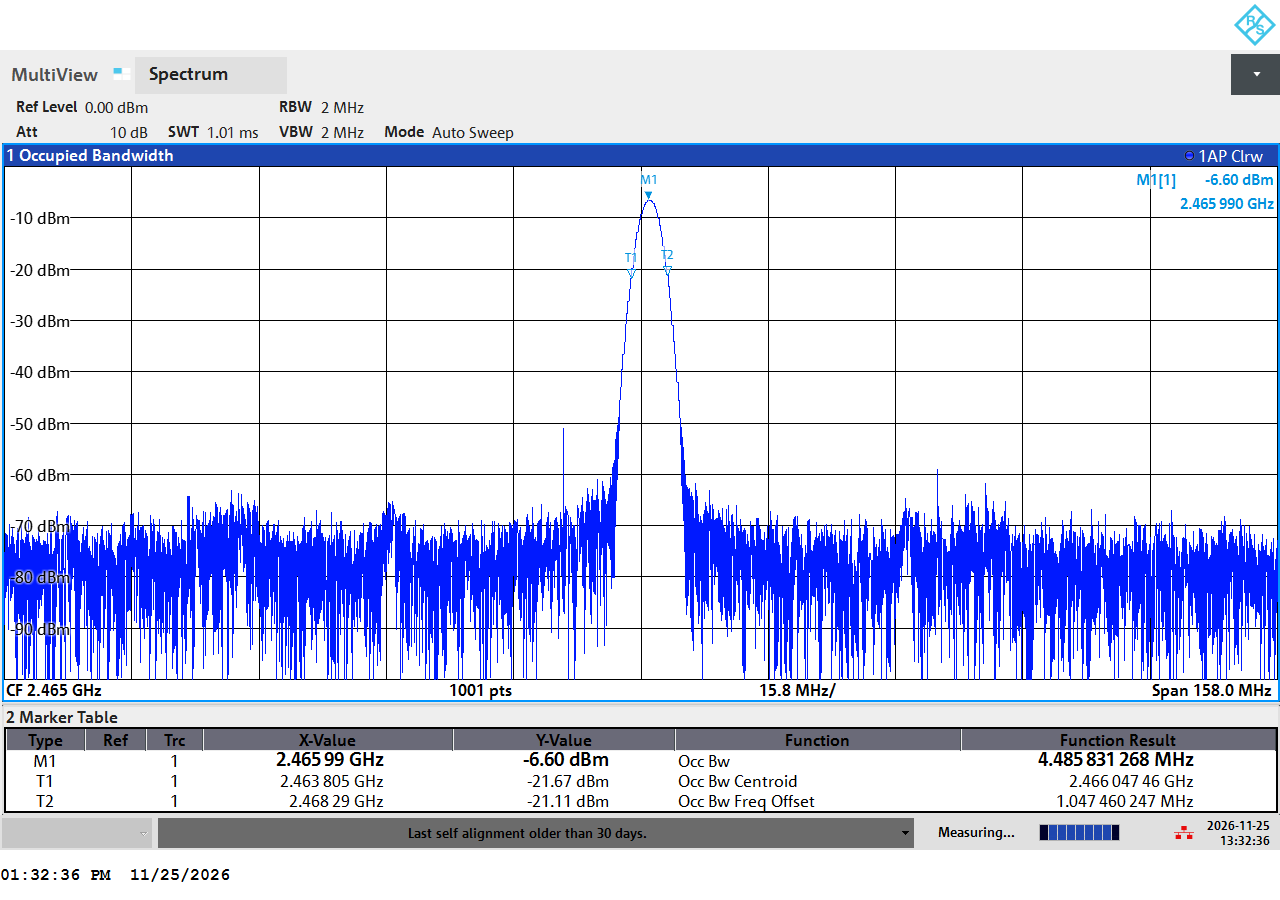 R/S
MultiView Spectrum
Ref Level 0.00 dBm RBW 2 MHz
Att 10 dB SWT 1.01 ms VBW 2 MHz Mode Auto Sweep
1 Occupied Bandwidth 1AP Clrw
M1 M1[1] -6.60 dBm
2.465 990 GHz
-10 dBm
T1 T2
-20 dBm
-30 dBm
-40 dBm
-50 dBm
-60 dBm
-70 dBm
-80 dBm
-90 dBm
CF 2.465 GHz 1001 pts 15.8 MHz/ Span 158.0 MHz
2 Marker Table
Type Ref Trc X-Value Y-Value Function Function Result
M1 1 2.465 99 GHz -6.60 dBm Occ Bw 4.485 831 268 MHz
T1 1 2.463 805 GHz -21.67 dBm Occ Bw Centroid 2.466 047 46 GHz
T2 1 2.468 29 GHz -21.11 dBm Occ Bw Freq Offset 1.047 460 247 MHz
Last self alignment older than 30 days. Measuring... 2026-11-25
13:32:36
01:32:36 PM 11/25/2026